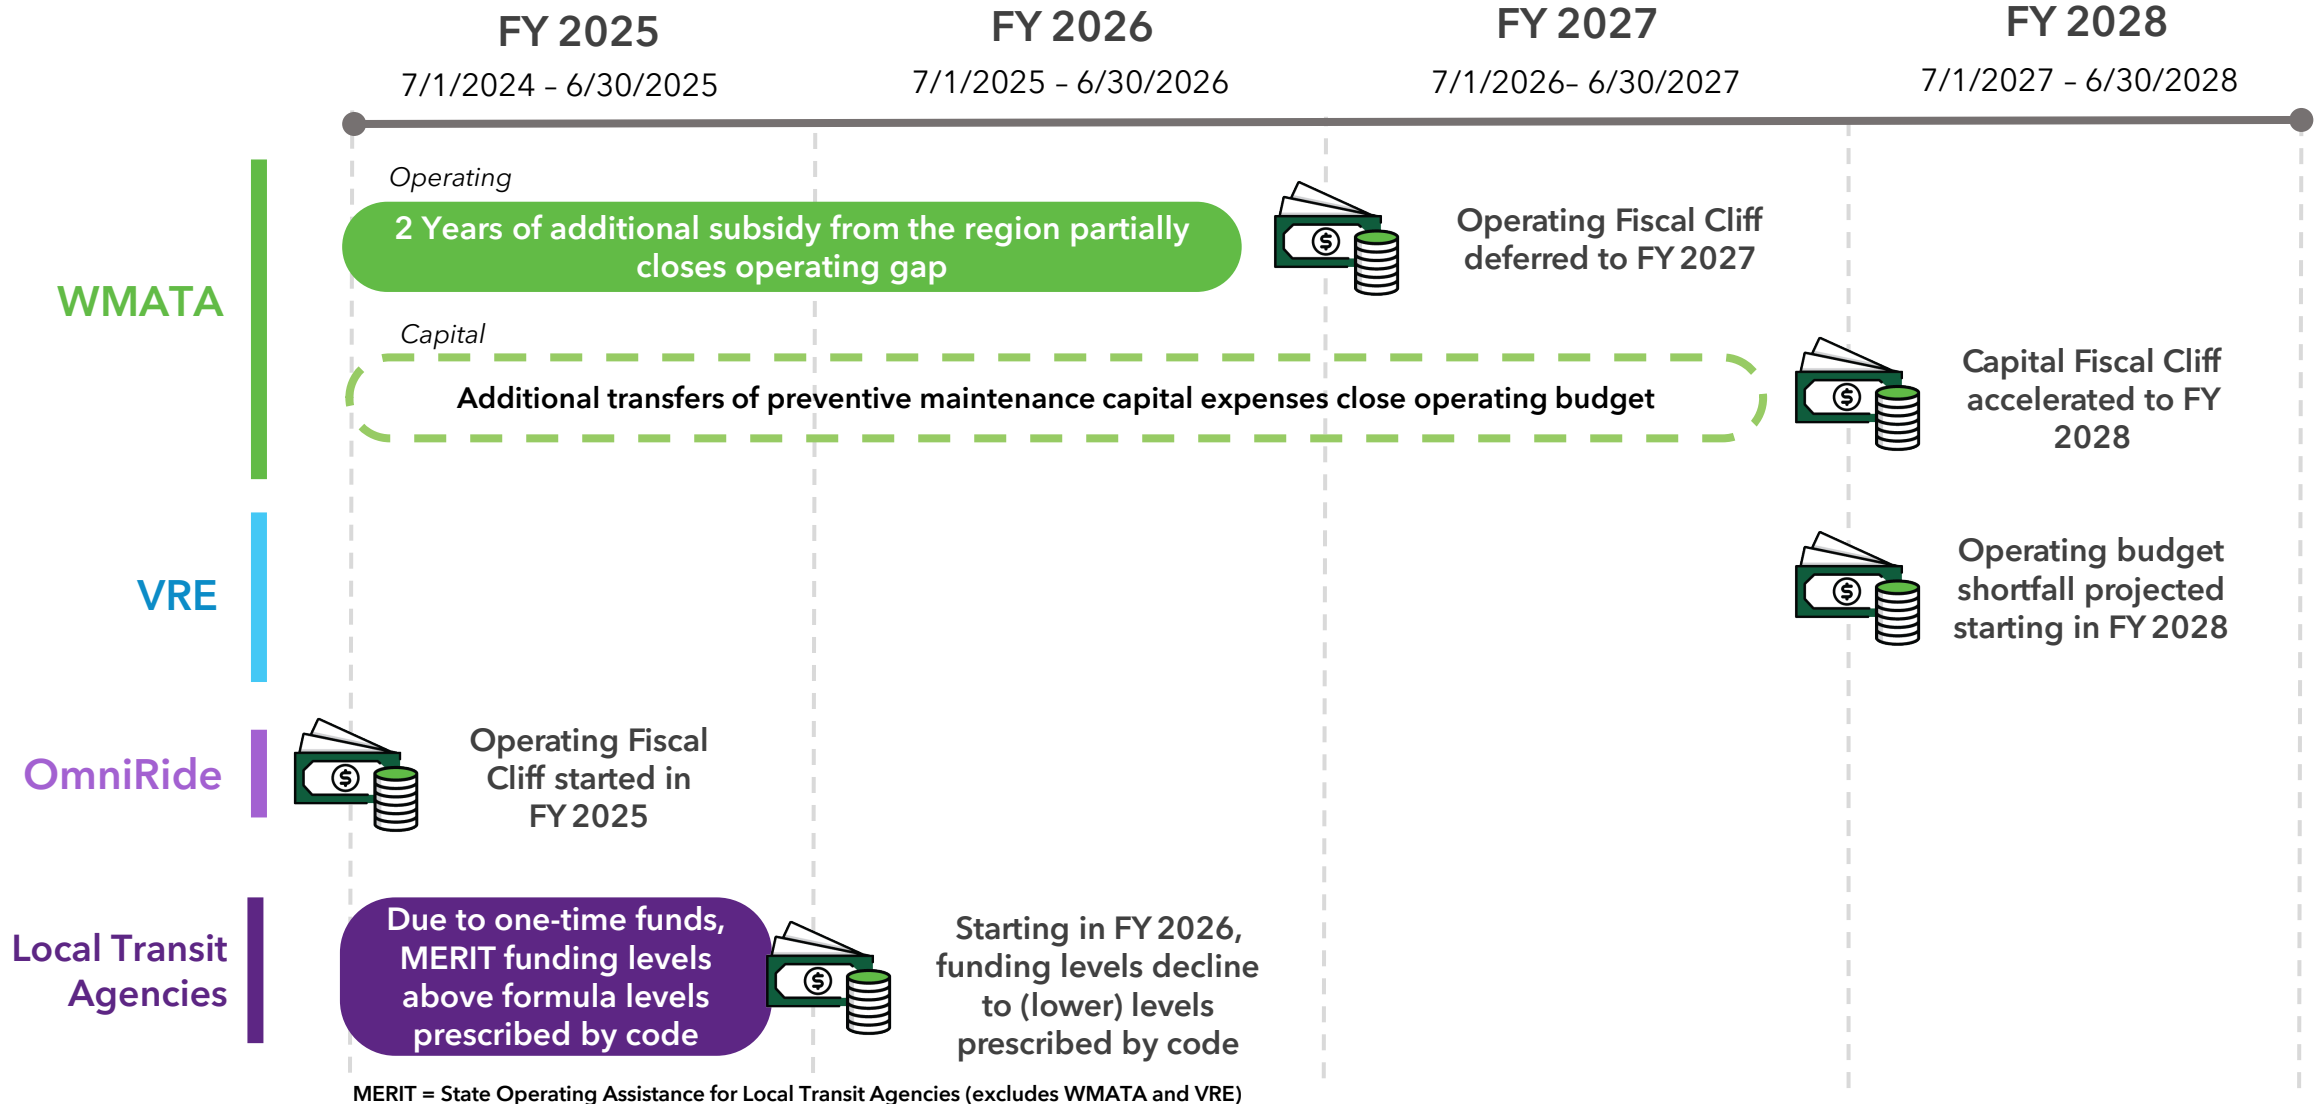 FY 2025
FY 2026
FY 2027
FY 2028
7/1/2024 – 6/30/2025
7/1/2025 – 6/30/2026
7/1/2026– 6/30/2027
7/1/2027 – 6/30/2028
WMATA
Operating
2 Years of additional subsidy from the region partially
closes operating gap
$
Operating Fiscal Cliff
deferred to FY 2027
Capital
Additional transfers of preventive maintenance capital expenses close operating budget
$
Capital Fiscal Cliff
accelerated to FY
2028
VRE
$
Operating budget
shortfall projected
starting in FY 2028
OmniRide
$
Operating Fiscal
Cliff started in
FY 2025
Local Transit
Agencies
Due to one-time funds,
MERIT funding levels
above formula levels
prescribed by code
$
Starting in FY 2026,
funding levels decline
to (lower) levels
prescribed by code
MERIT = State Operating Assistance for Local Transit Agencies (excludes WMATA and VRE)